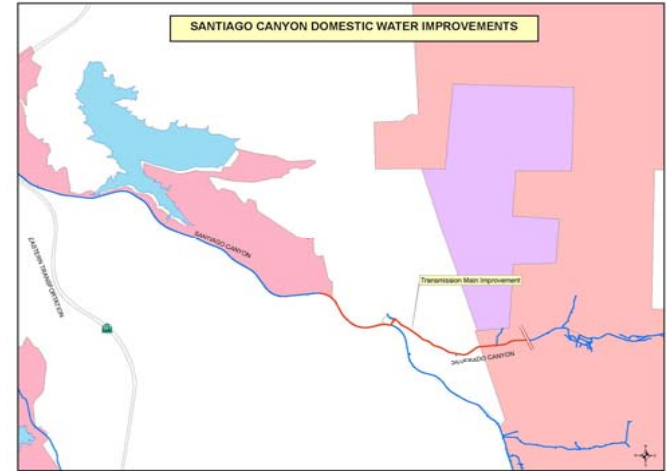 SANTIAGO CANYON DOMESTIC WATER IMPROVEMENTS
SANTIAGO CANYON
EASTERN TRANSPORTATION
Transmission Main Improvement
SILVERADO CANYON